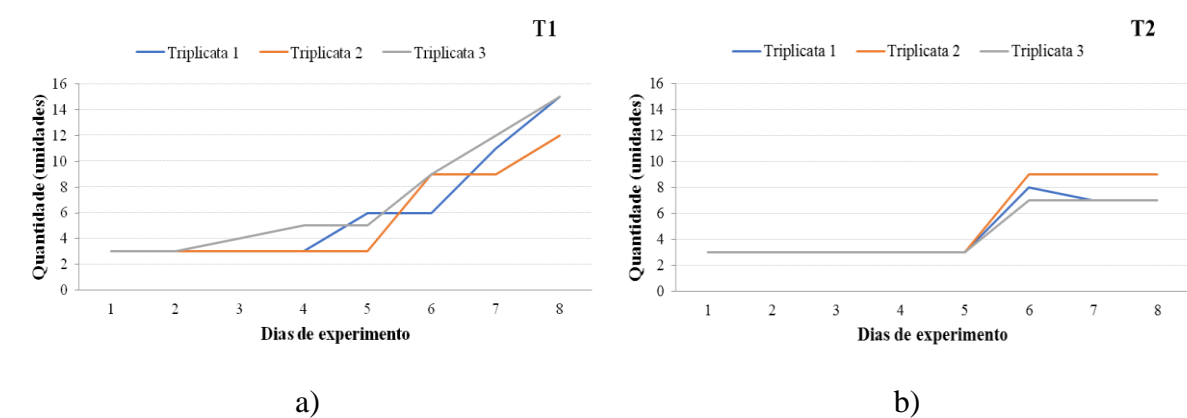 T1
Triplicata 1 Triplicata 2 Triplicata 3
16
14
12
10
8
6
4
2
0
Quantidade (unidades)
1 2 3 4 5 6 7 8
Dias de experimento
a)
T2
Triplicata 1 Triplicata 2 Triplicata 3
16
14
12
10
8
6
4
2
0
Quantidade (unidades)
1 2 3 4 5 6 7 8
Dias de experimento
b)